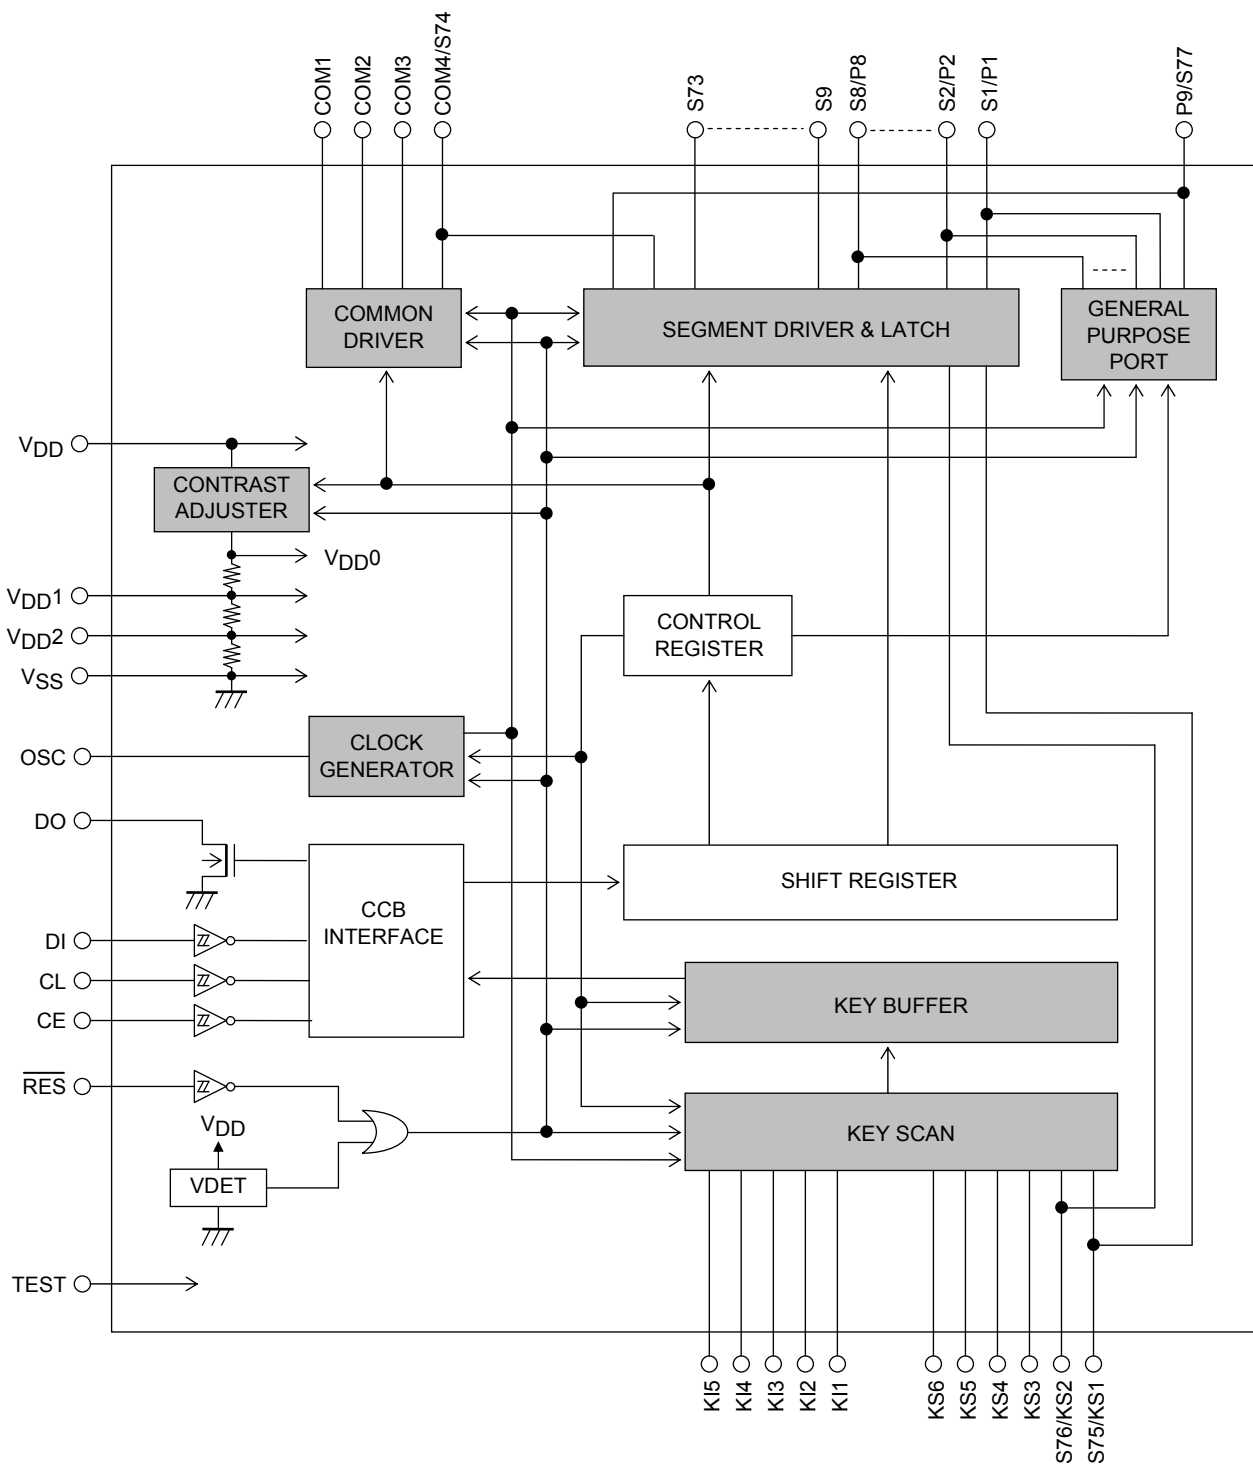 COM1
COM2
COM3
COM4/S74
S73
S9
S8/P8
S2/P2
S1/P1
P9/S77
COMMON
DRIVER
SEGMENT DRIVER & LATCH
GENERAL
PURPOSE
PORT
VDD
CONTRAST
ADJUSTER
VDD0
VDD1
VDD2
VSS
CONTROL
REGISTER
OSC
CLOCK
GENERATOR
DO
CCB
INTERFACE
SHIFT REGISTER
DI
CL
CE
KEY BUFFER
RES
VDD
VDET
KEY SCAN
TEST
KI5
KI4
KI3
KI2
KI1
KS6
KS5
KS4
KS3
S76/KS2
S75/KS1